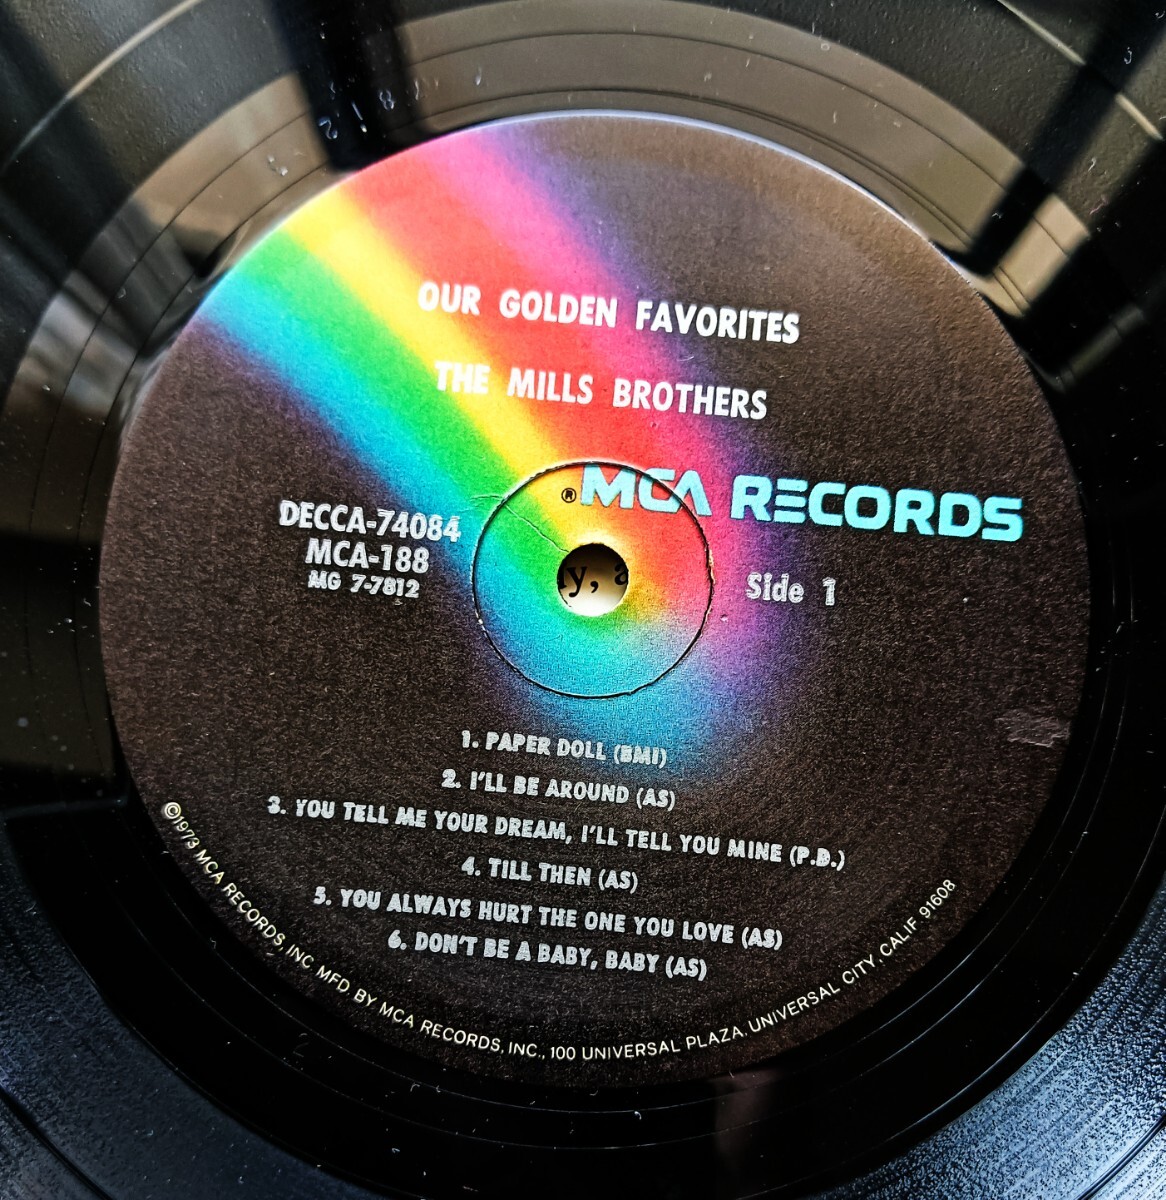 OUR GOLDEN FAVORITES
THE MILLS BROTHERS
®MCA RECORDS
DECCA-74084
MCA-188
MG 7-7812
Side 1
1. PAPER DOLL (BMI)
2. I'LL BE AROUND (AS)
3. YOU TELL ME YOUR DREAM, I'LL TELL YOU MINE (P.D.)
4. TILL THEN (AS)
5. YOU ALWAYS HURT THE ONE YOU LOVE (AS)
6. DON'T BE A BABY, BABY (AS)
©1973 MCA RECORDS, INC. MFD. BY MCA RECORDS, INC., 100 UNIVERSAL PLAZA, UNIVERSAL CITY, CALIF. 91608